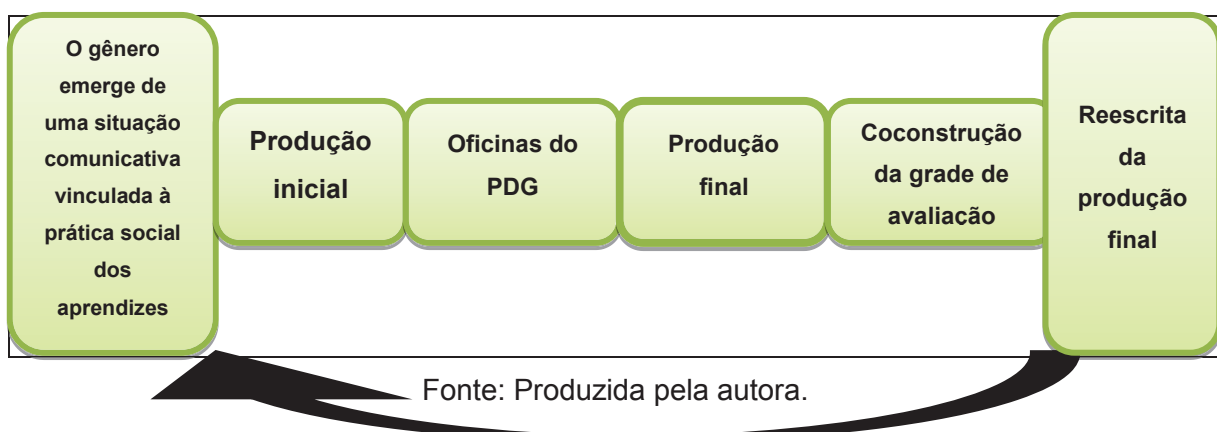 O gênero
emerge de
uma situação
comunicativa
vinculada à
prática social
dos
aprendizes
Produção
inicial
Oficinas do
PDG
Produção
final
Coconstrução
da grade de
avaliação
Reescrita
da
produção
final
Fonte: Produzida pela autora.